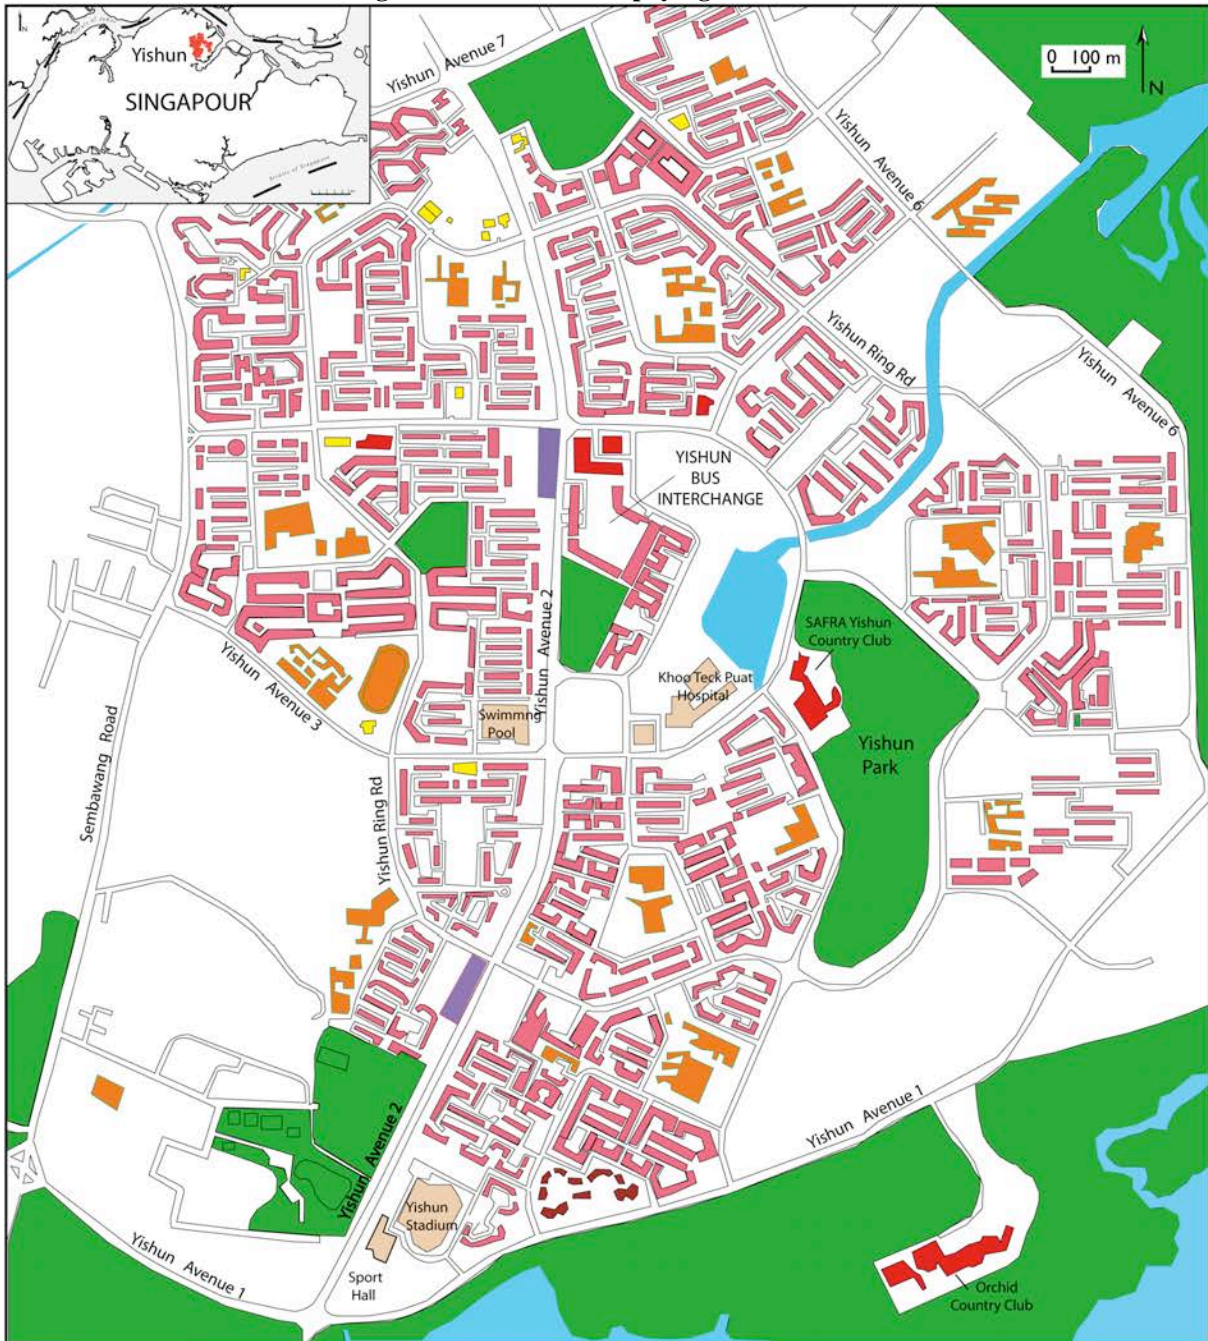 Yishun
SINGAPOUR
N
Yishun Avenue 7
0 100 m
N
Yishun Avenue 6
Yishun Ring Rd
Yishun Avenue 6
YISHUN
BUS
INTERCHANGE
SAFRA Yishun
Country Club
Yishun Avenue 2
Khoo Teck Puat
Hospital
Yishun Avenue 3
Swimmng
Pool
Yishun
Park
Sembawang Road
Yishun Ring Rd
Yishun Avenue 2
Yishun Avenue 1
Yishun
Stadium
Yishun Avenue 1
Sport
Hall
Orchid
Country Club